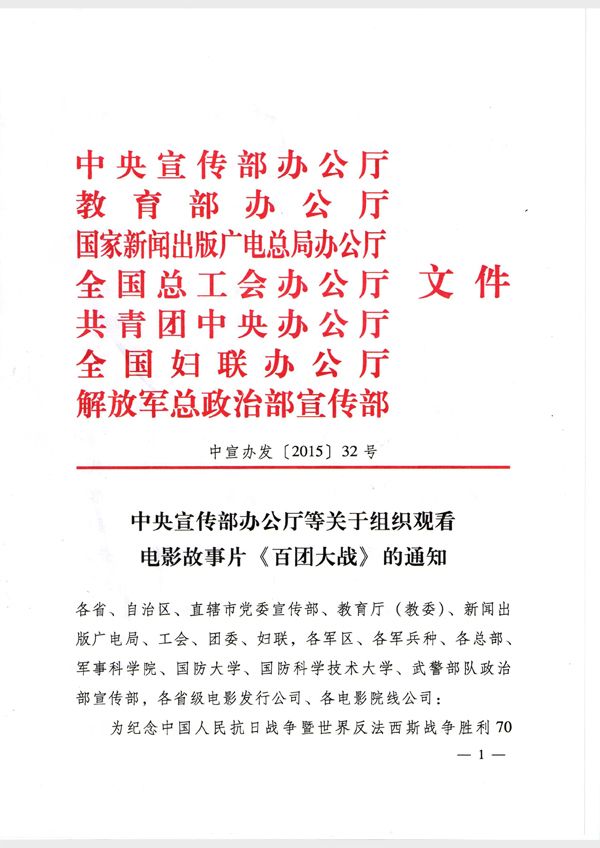 中央宣传部办公厅
教育部办公厅
国家新闻出版广电总局办公厅
全国总工会办公厅 文件
共青团中央办公厅
全国妇联办公厅
解放军总政治部宣传部
中宣办发〔2015〕32号
中央宣传部办公厅等关于组织观看
电影故事片《百团大战》的通知
各省、自治区、直辖市党委宣传部、教育厅（教委）、新闻出
版广电局、工会、团委、妇联，各军区、各军兵种、各总部、
军事科学院、国防大学、国防科学技术大学、武警部队政治
部宣传部，各省级电影发行公司、各电影院线公司：
为纪念中国人民抗日战争暨世界反法西斯战争胜利70
— 1 —